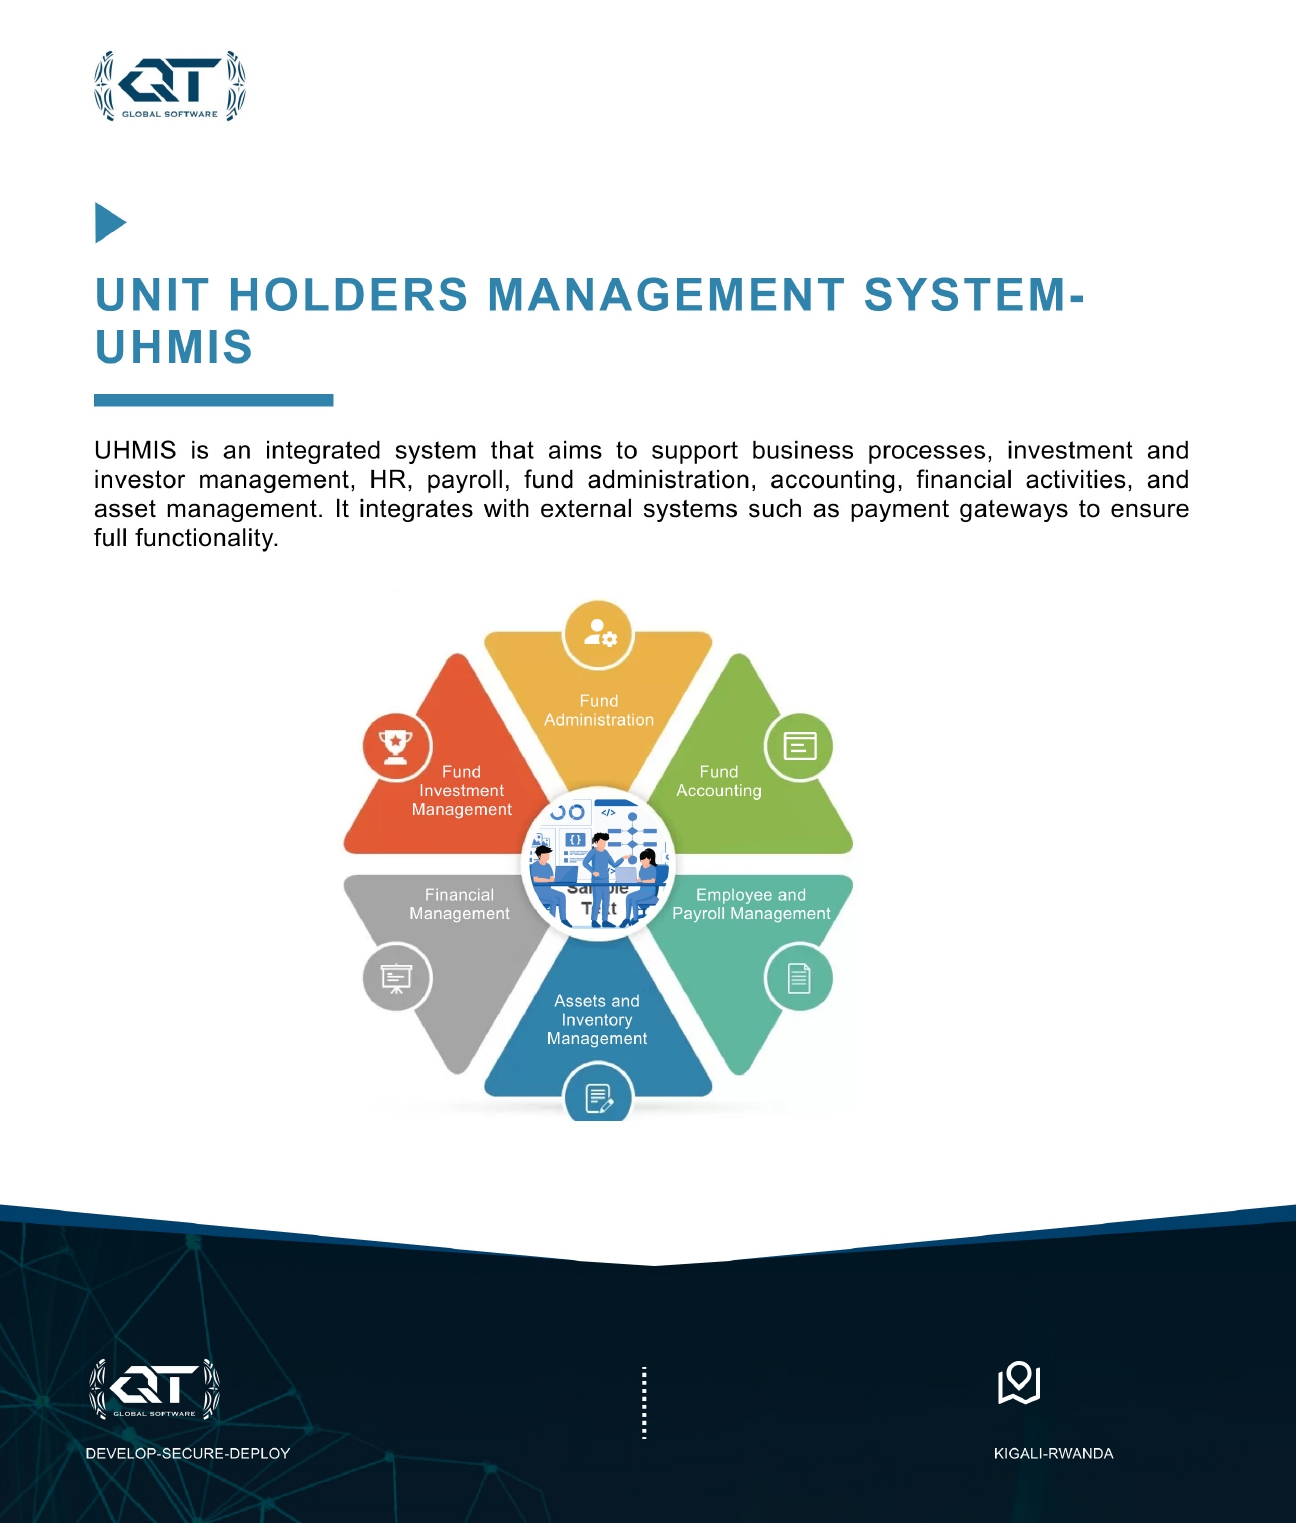 QT
GLOBAL SOFTWARE
UNIT HOLDERS MANAGEMENT SYSTEM-
UHMIS
UHMIS is an integrated system that aims to support business processes, investment and
investor management, HR, payroll, fund administration, accounting, financial activities, and
asset management. It integrates with external systems such as payment gateways to ensure
full functionality.
Fund
Administration
Fund
Investment
Management
Fund
Accounting
Financial
Management
Sample
Text
Employee and
Payroll Management
Assets and
Inventory
Management
QT
GLOBAL SOFTWARE
DEVELOP-SECURE-DEPLOY
KIGALI-RWANDA